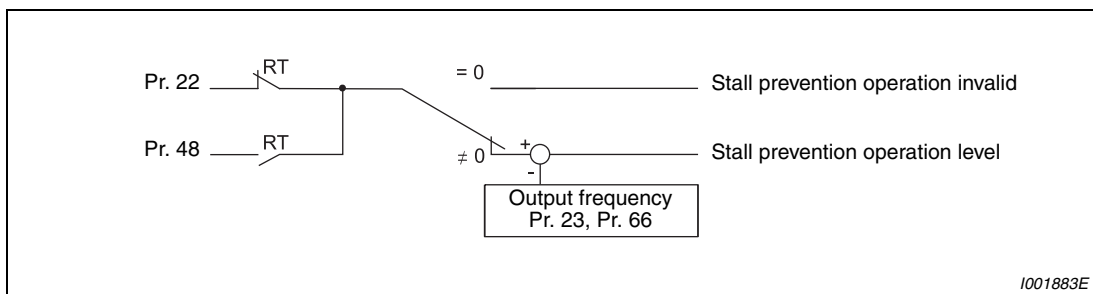 Pr. 22
RT
= 0
Stall prevention operation invalid
Pr. 48
RT
≠ 0
+
-
Stall prevention operation level
Output frequency
Pr. 23, Pr. 66
I001883E